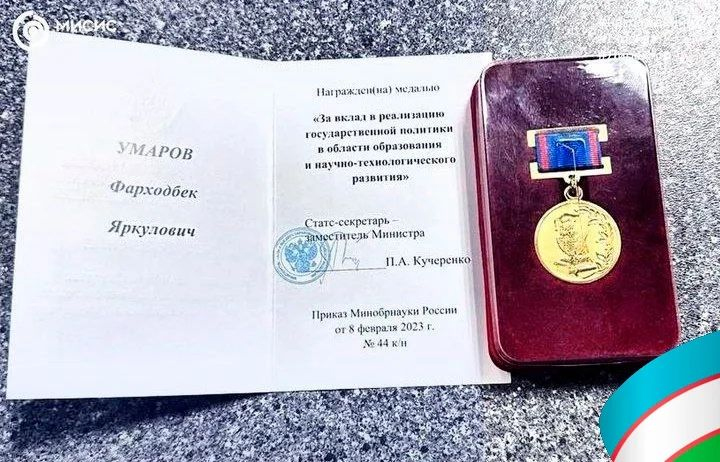 МИСИС
УМАРОВ
Фарходбек
Яркулович
Награжден(на) медалью
«За вклад в реализацию
государственной политики
в области образования
и научно-технологического
развития»
Статс-секретарь –
заместитель Министра
П.А. Кучеренко
Приказ Минобрнауки России
от 8 февраля 2023 г.
№ 44 к/н